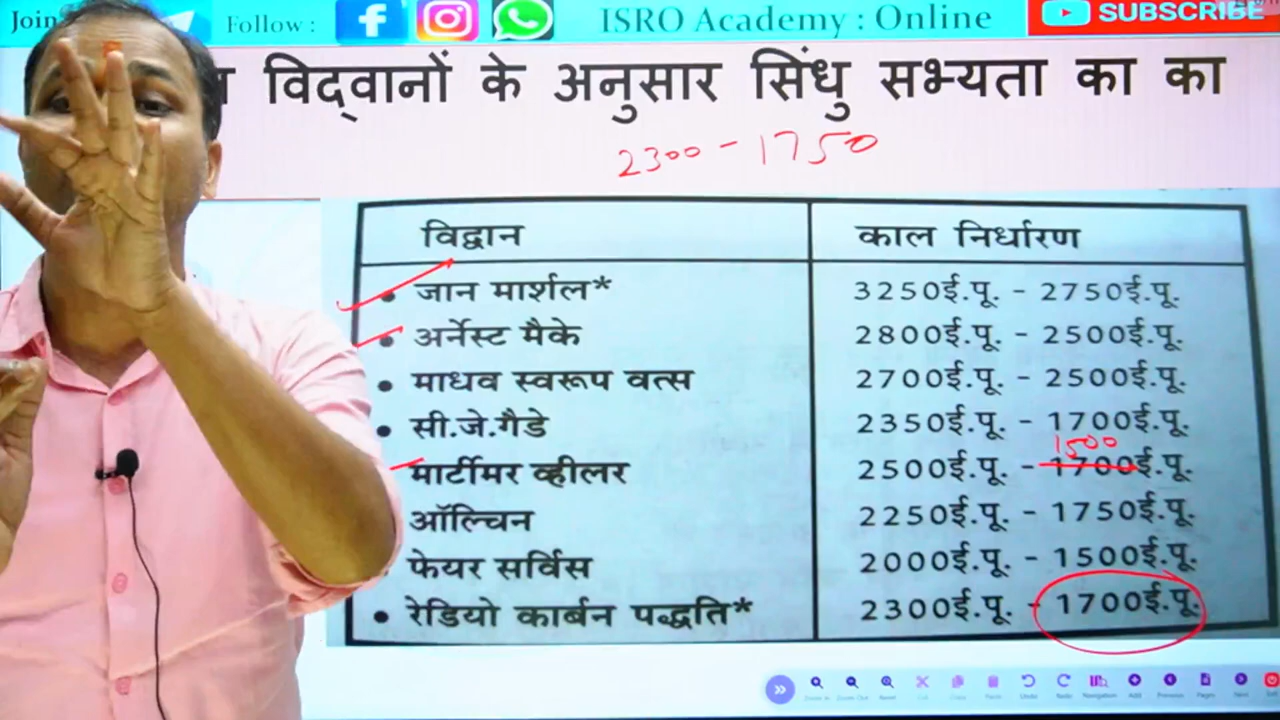 Join
Follow :
ISRO Academy : Online
SUBSCRIBE
विद्वानों के अनुसार सिंधु सभ्यता का का
2300 - 1750
विद्वान काल निर्धारण
• जान मार्शल* 3250ई.पू. - 2750ई.पू.
• अर्नेस्ट मैके 2800ई.पू. - 2500ई.पू.
• माधव स्वरूप वत्स 2700ई.पू. - 2500ई.पू.
• सी.जे.गैडे 2350ई.पू. - 1700ई.पू.
1500
मार्टीमर व्हीलर 2500ई.पू. - 1700ई.पू.
ऑल्चिन 2250ई.पू. - 1750ई.पू.
फेयर सर्विस 2000ई.पू. - 1500ई.पू.
• रेडियो कार्बन पद्धति* 2300ई.पू. - 1700ई.पू.